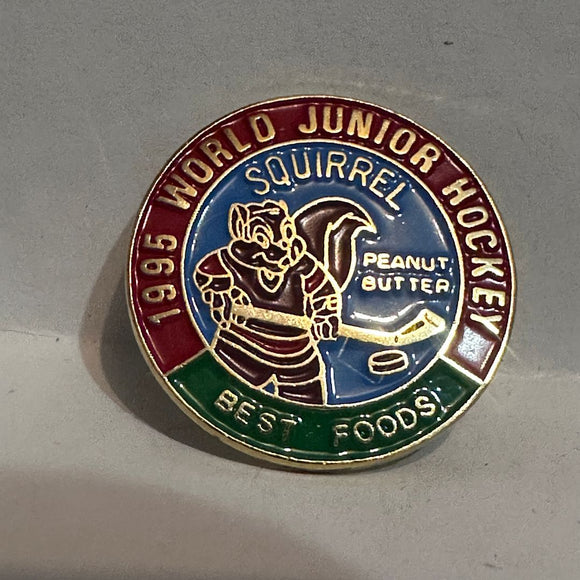 1995 WORLD JUNIOR HOCKEY
SQUIRREL
PEANUT
BUTTER
BEST FOODS